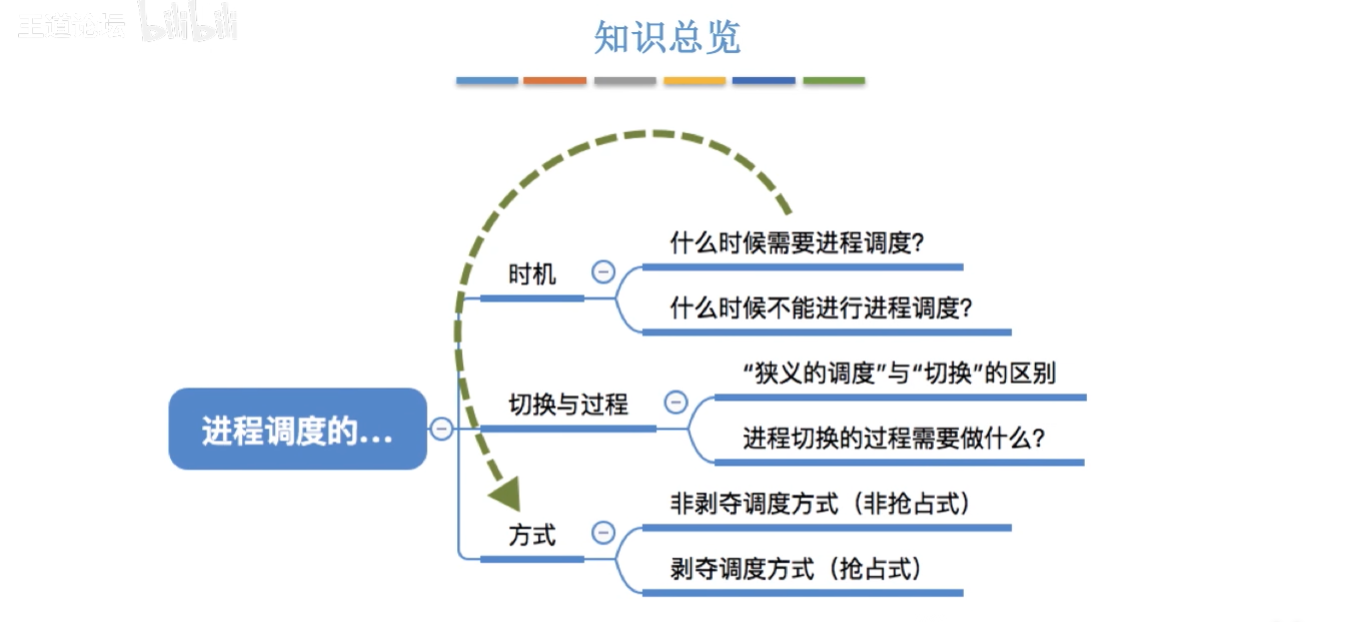 王道论坛 bilibili
知识总览
什么时候需要进程调度?
时机
什么时候不能进行进程调度?
“狭义的调度”与“切换”的区别
切换与过程
进程调度的...
进程切换的过程需要做什么?
非剥夺调度方式（非抢占式）
方式
剥夺调度方式（抢占式）